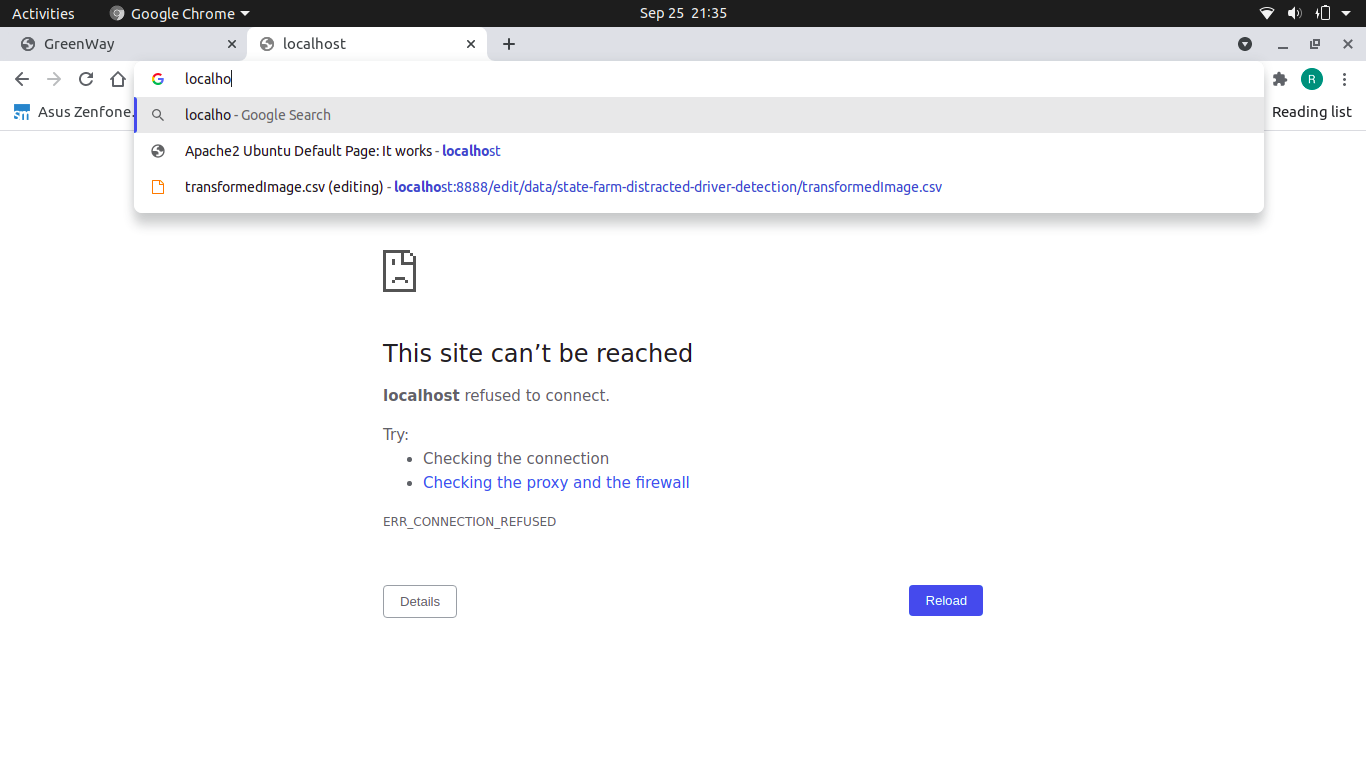 Activities Google Chrome Sep 25 21:35
GreenWay localhost
localho
Asus Zenfone. Reading list
localho - Google Search
Apache2 Ubuntu Default Page: It works - localhost
transformedImage.csv (editing) - localhost:8888/edit/data/state-farm-distracted-driver-detection/transformedImage.csv
R
This site can’t be reached
localhost refused to connect.
Try:
• Checking the connection
• Checking the proxy and the firewall
ERR_CONNECTION_REFUSED
Details Reload